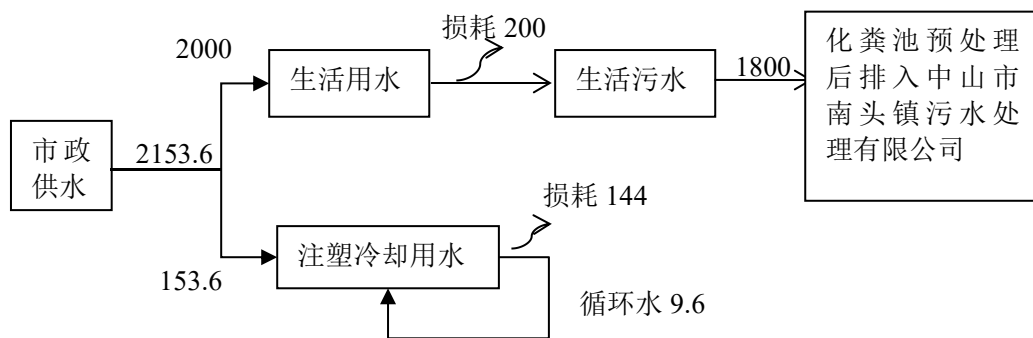 损耗 200
2000
生活用水
生活污水
1800
化粪池预处理
后排入中山市
南头镇污水处
理有限公司
市政
供水
2153.6
损耗 144
注塑冷却用水
153.6
循环水 9.6